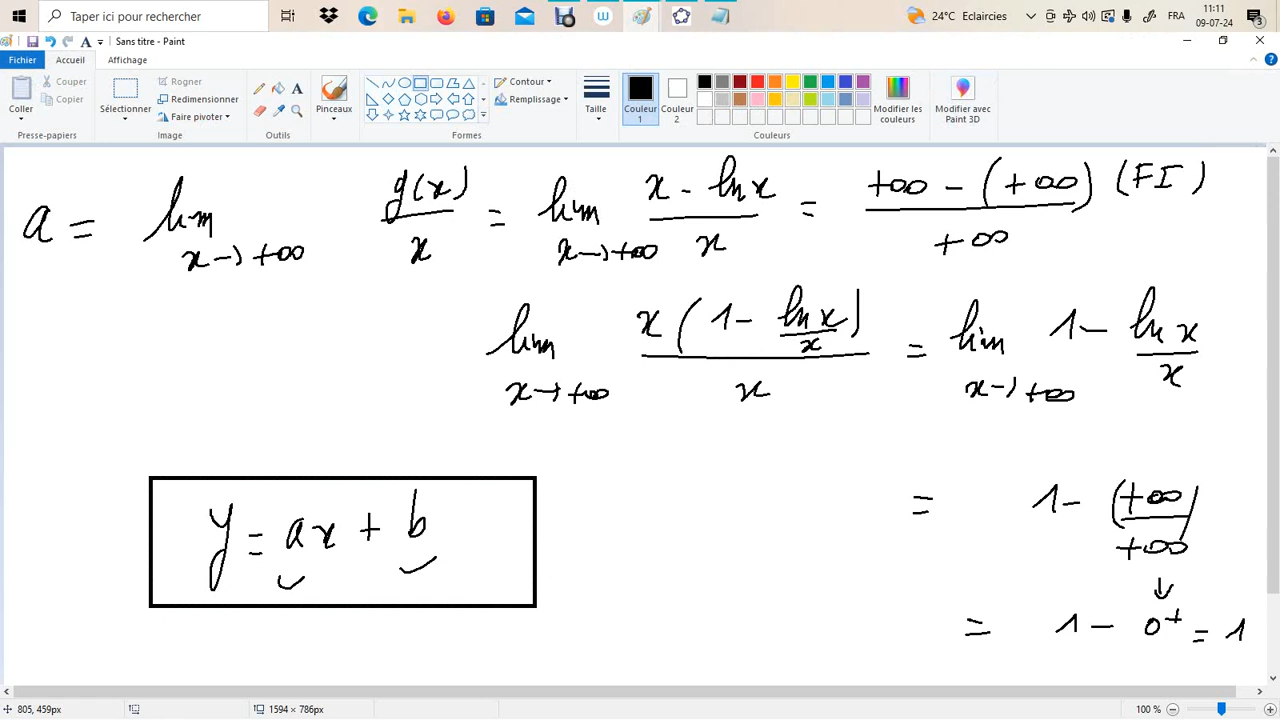 Taper ici pour rechercher
24°C Eclaircies
FRA
11:11
09-07-24
3
Sans titre - Paint
Fichier Accueil Affichage
Coller
Couper
Copier
Presse-papiers
Sélectionner
Rogner
Redimensionner
Faire pivoter
Image
A
Outils
Pinceaux
Contour
Remplissage
Formes
Taille
Couleur 1
Couleur 2
Modifier les couleurs
Modifier avec Paint 3D
Couleurs
a = lim x→+∞ g(x)/x = lim x→+∞ (x - ln x)/x = (+∞ - (+∞))/+∞ (FI)
lim x→+∞ x(1 - ln x/x)/x = lim x→+∞ 1 - ln x/x
= 1 - (+∞/+∞)
↓
= 1 - 0⁺ = 1
y = ax + b
805, 459px
1594 × 786px
100 %